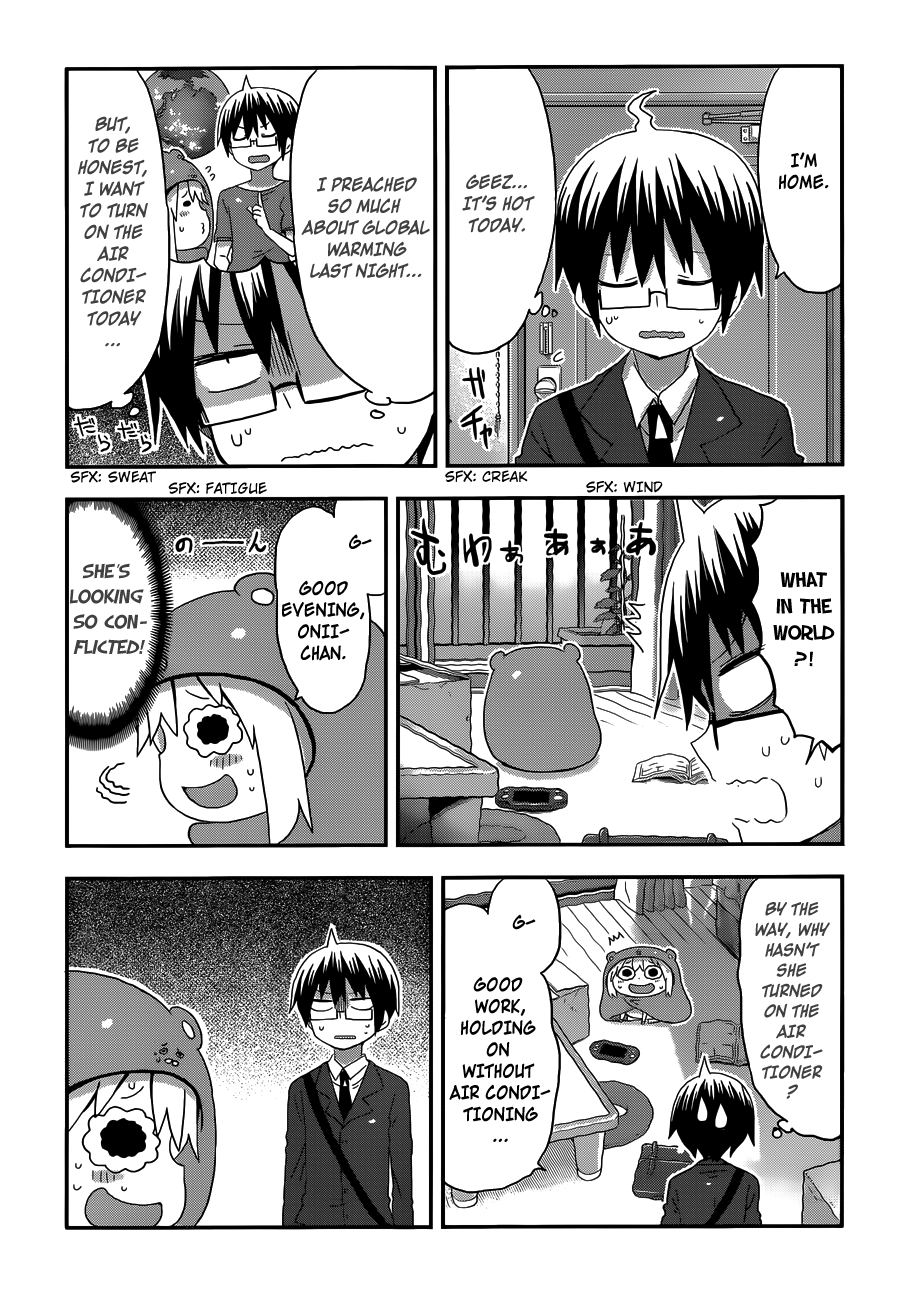 I'M
HOME.
GEEZ...
IT'S HOT
TODAY.
ガチャ
SFX: CREAK
I PREACHED
SO MUCH
ABOUT GLOBAL
WARMING
LAST NIGHT...
BUT,
TO BE
HONEST,
I WANT
TO TURN
ON THE
AIR
CONDI-
TIONER
TODAY
...
だら
だら
SFX: SWEAT
SFX: WIND
WHAT
IN THE
WORLD
?!
むわぁぁぁぁ
SFX: FATIGUE
G-
GOOD
EVENING,
ONII-
CHAN.
のーん
SHE'S
LOOKING
SO CON-
FLICTED!
BY THE
WAY, WHY
HASN'T
SHE
TURNED
ON THE
AIR
CONDI-
TIONER
?
G-
GOOD
WORK,
HOLDING
ON
WITHOUT
AIR CONDI-
TIONING
...